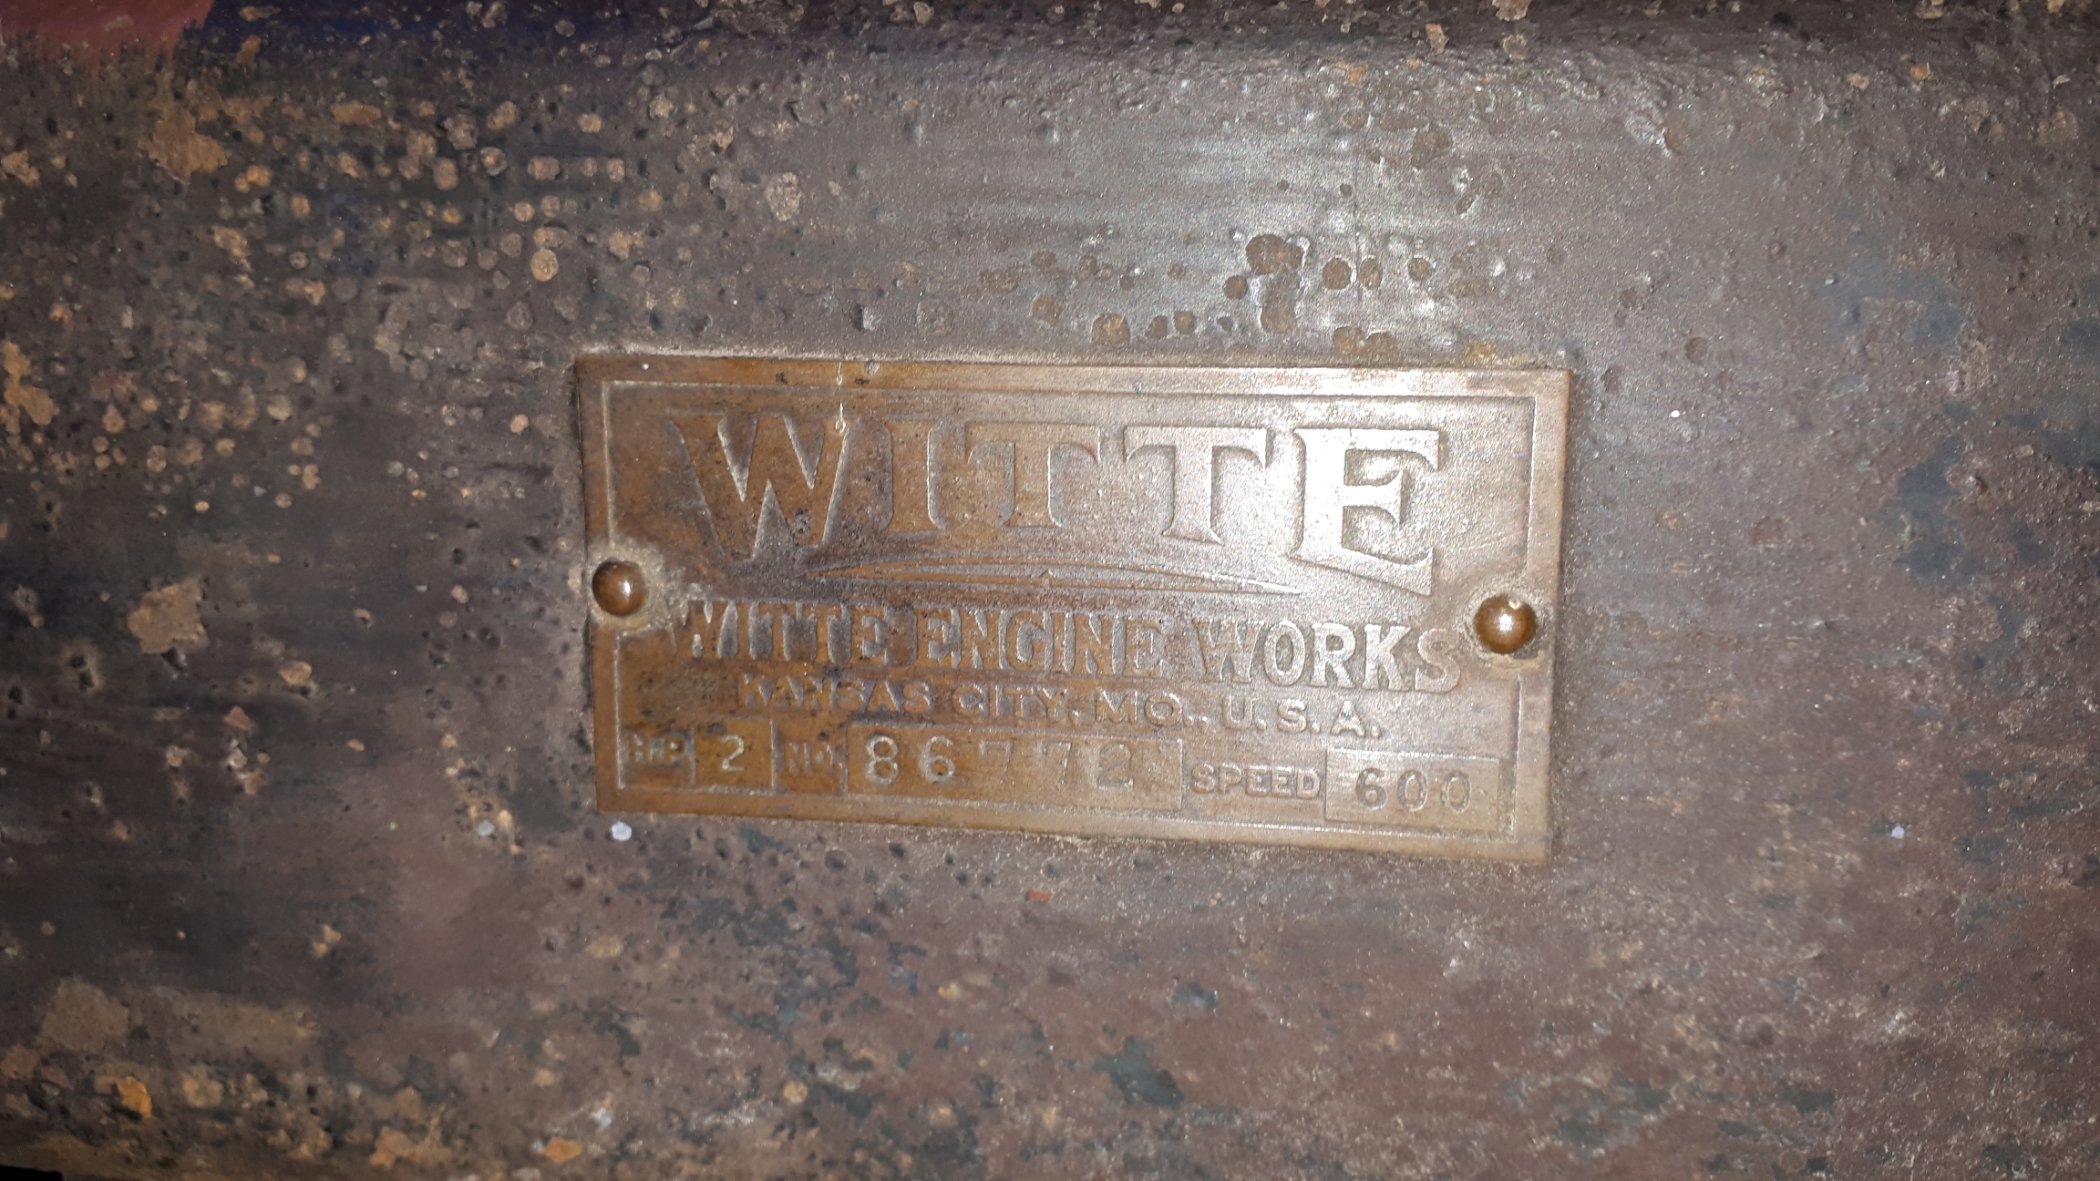 WITTE
WITTE ENGINE WORKS
KANSAS CITY, MO., U.S.A.
H.P. 2 NO. 86772 SPEED 600